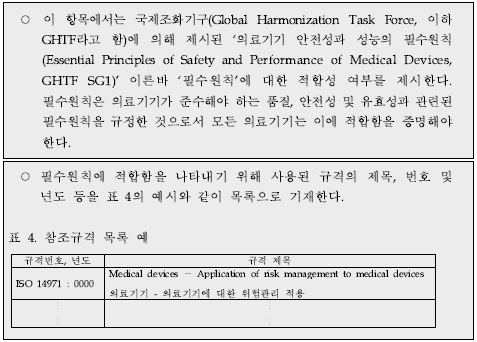 ○ 이 항목에서는 국제조화기구(Global Harmonization Task Force, 이하
GHTF라고 함)에 의해 제시된 ‘의료기기 안전성과 성능의 필수원칙
(Essential Principles of Safety and Performance of Medical Devices,
GHTF SG1)’ 이른바 ‘필수원칙’에 대한 적합성 여부를 제시한다.
필수원칙은 의료기기가 준수해야 하는 품질, 안전성 및 유효성과 관련된
필수원칙을 규정한 것으로서 모든 의료기기는 이에 적합함을 증명해야
한다.
○ 필수원칙에 적합함을 나타내기 위해 사용된 규격의 제목, 번호 및
년도 등을 표 4의 예시와 같이 목록으로 기재한다.
표 4. 참조규격 목록 예
규격번호, 년도 규격 제목
ISO 14971 : 0000 Medical devices － Application of risk management to medical devices
의료기기 - 의료기기에 대한 위험관리 적용
: :
: :